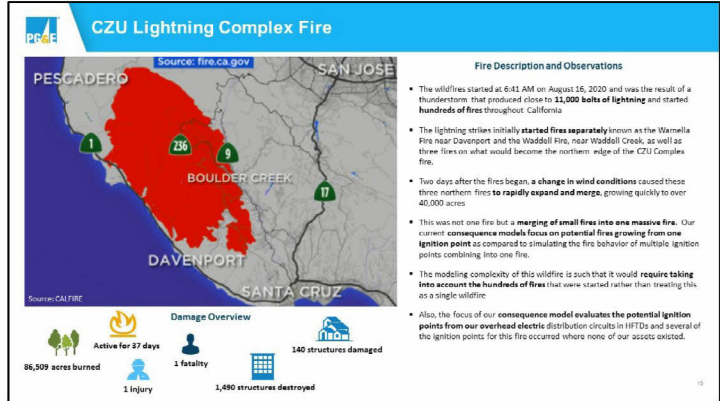 PG&E
CZU Lightning Complex Fire
Source: fire.ca.gov
PESCADERO
SAN JOSE
1
236
9
BOULDER CREEK
17
DAVENPORT
SANTA CRUZ
Source: CALFIRE
Damage Overview
86,509 acres burned
Active for 37 days
1 injury
1 fatality
1,490 structures destroyed
140 structures damaged
Fire Description and Observations
▪ The wildfires started at 6:41 AM on August 16, 2020 and was the result of a
thunderstorm that produced close to 11,000 bolts of lightning and started
hundreds of fires throughout California
▪ The lightning strikes initially started fires separately known as the Warnella
Fire near Davenport and the Waddell Fire, near Waddell Creek, as well as
three fires on what would become the northern edge of the CZU Complex
fire.
▪ Two days after the fires began, a change in wind conditions caused these
three northern fires to rapidly expand and merge, growing quickly to over
40,000 acres
▪ This was not one fire but a merging of small fires into one massive fire. Our
current consequence models focus on potential fires growing from one
ignition point as compared to simulating the fire behavior of multiple ignition
points combining into one fire.
▪ The modeling complexity of this wildfire is such that it would require taking
into account the hundreds of fires that were started rather than treating this
as a single wildfire
▪ Also, the focus of our consequence model evaluates the potential ignition
points from our overhead electric distribution circuits in HFTDs and several of
the ignition points for this fire occurred where none of our assets existed.